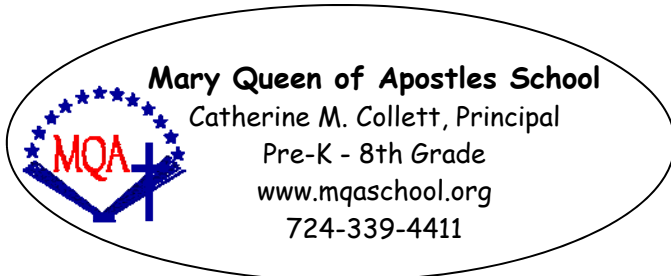 Mary Queen of Apostles School
Catherine M. Collett, Principal
MQA
Pre-K - 8th Grade
www.mqaschool.org
724-339-4411